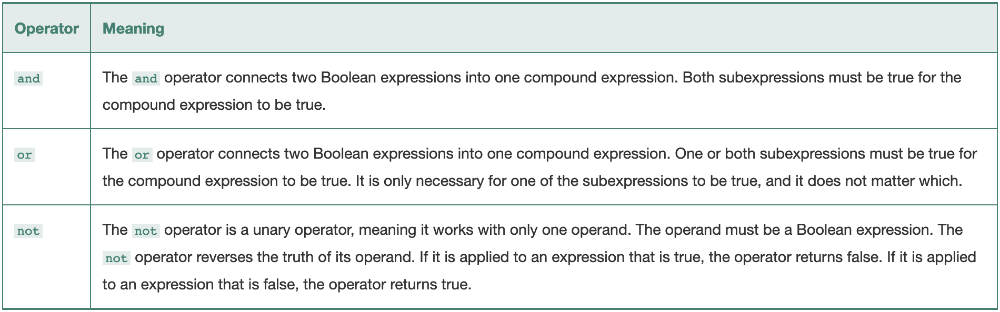 Operator Meaning
and The and operator connects two Boolean expressions into one compound expression. Both subexpressions must be true for the
compound expression to be true.
or The or operator connects two Boolean expressions into one compound expression. One or both subexpressions must be true for
the compound expression to be true. It is only necessary for one of the subexpressions to be true, and it does not matter which.
not The not operator is a unary operator, meaning it works with only one operand. The operand must be a Boolean expression. The
not operator reverses the truth of its operand. If it is applied to an expression that is true, the operator returns false. If it is applied
to an expression that is false, the operator returns true.